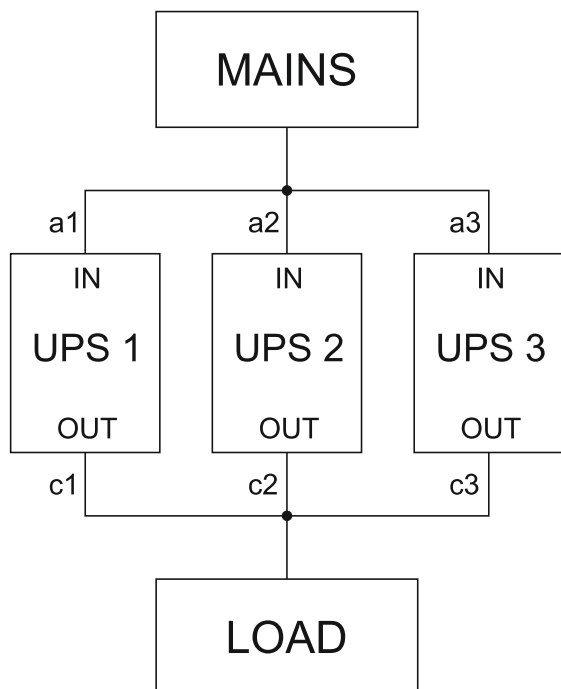 MAINS
a1 a2 a3
IN IN IN
UPS 1 UPS 2 UPS 3
OUT OUT OUT
c1 c2 c3
LOAD